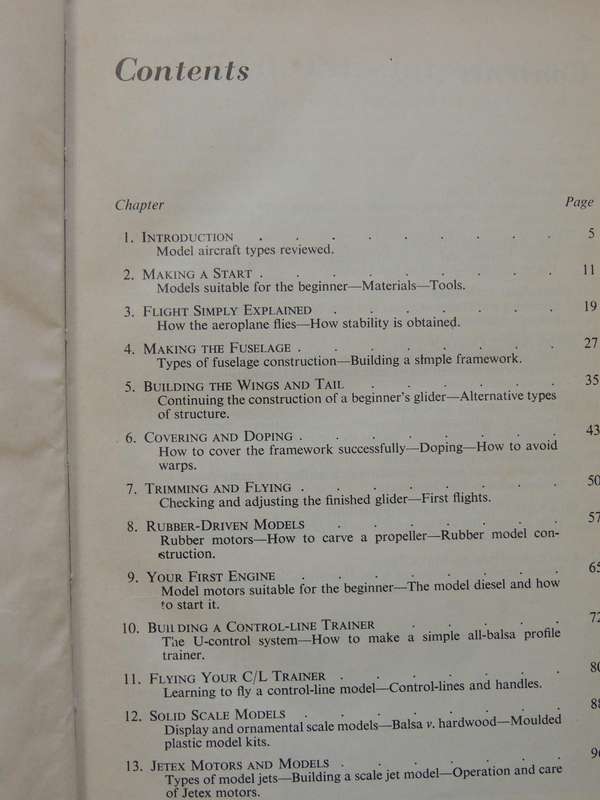 Contents
Chapter Page
1. INTRODUCTION . . . . . . . . . 5
Model aircraft types reviewed.
2. MAKING A START . . . . . . . . . 11
Models suitable for the beginner—Materials—Tools.
3. FLIGHT SIMPLY EXPLAINED . . . . . . . 19
How the aeroplane flies—How stability is obtained.
4. MAKING THE FUSELAGE . . . . . . . . 27
Types of fuselage construction—Building a simple framework.
5. BUILDING THE WINGS AND TAIL . . . . . . 35
Continuing the construction of a beginner's glider—Alternative types
of structure.
6. COVERING AND DOPING . . . . . . . . 43
How to cover the framework successfully—Doping—How to avoid
warps.
7. TRIMMING AND FLYING . . . . . . . . 50
Checking and adjusting the finished glider—First flights.
8. RUBBER-DRIVEN MODELS . . . . . . . 57
Rubber motors—How to carve a propeller—Rubber model con-
struction.
9. YOUR FIRST ENGINE . . . . . . . . 65
Model motors suitable for the beginner—The model diesel and how
to start it.
10. BUILDING A CONTROL-LINE TRAINER . . . . . 72
The U-control system—How to make a simple all-balsa profile
trainer.
11. FLYING YOUR C/L TRAINER . . . . . . . 80
Learning to fly a control-line model—Control-lines and handles.
12. SOLID SCALE MODELS . . . . . . . . 88
Display and ornamental scale models—Balsa v. hardwood—Moulded
plastic model kits.
13. JETEX MOTORS AND MODELS . . . . . . . 96
Types of model jets—Building a scale jet model—Operation and care
of Jetex motors.